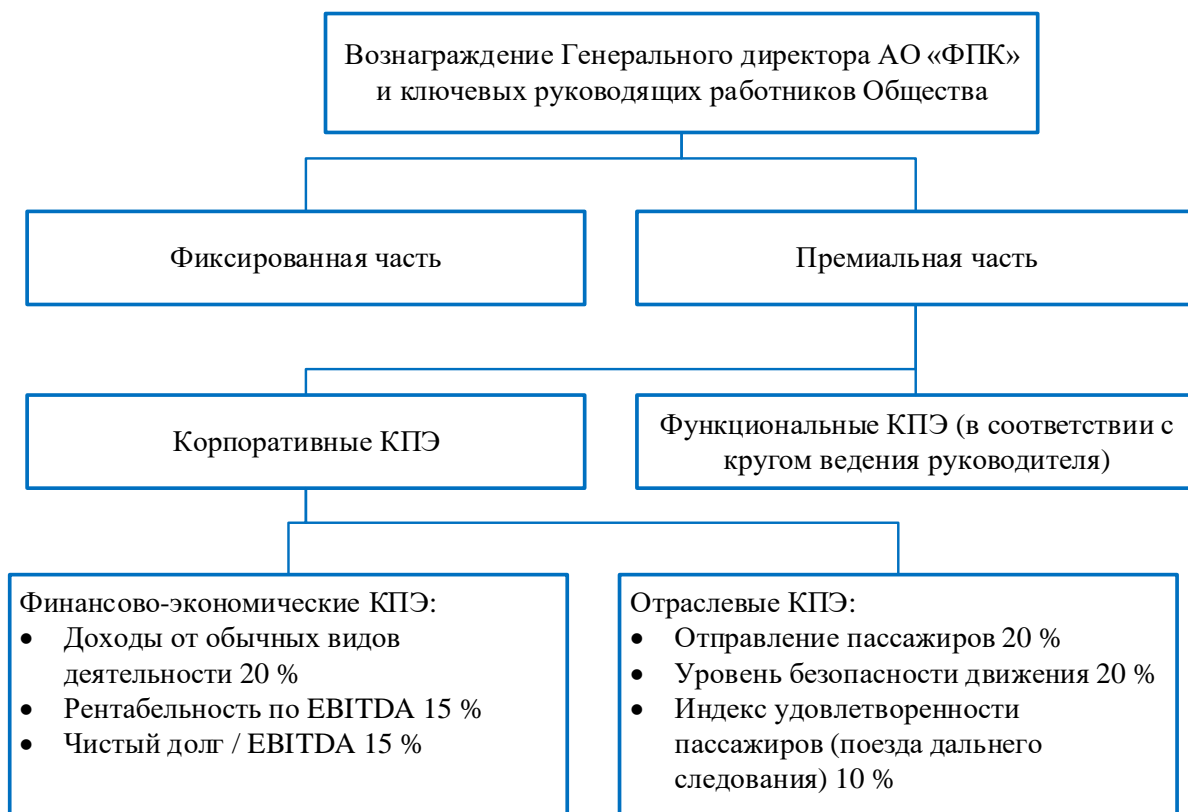 Вознаграждение Генерального директора АО «ФПК»
и ключевых руководящих работников Общества
Фиксированная часть
Премиальная часть
Корпоративные КПЭ
Функциональные КПЭ (в соответствии с
кругом ведения руководителя)
Финансово-экономические КПЭ:
• Доходы от обычных видов
деятельности 20 %
• Рентабельность по EBITDA 15 %
• Чистый долг / EBITDA 15 %
Отраслевые КПЭ:
• Отправление пассажиров 20 %
• Уровень безопасности движения 20 %
• Индекс удовлетворенности
пассажиров (поезда дальнего
следования) 10 %